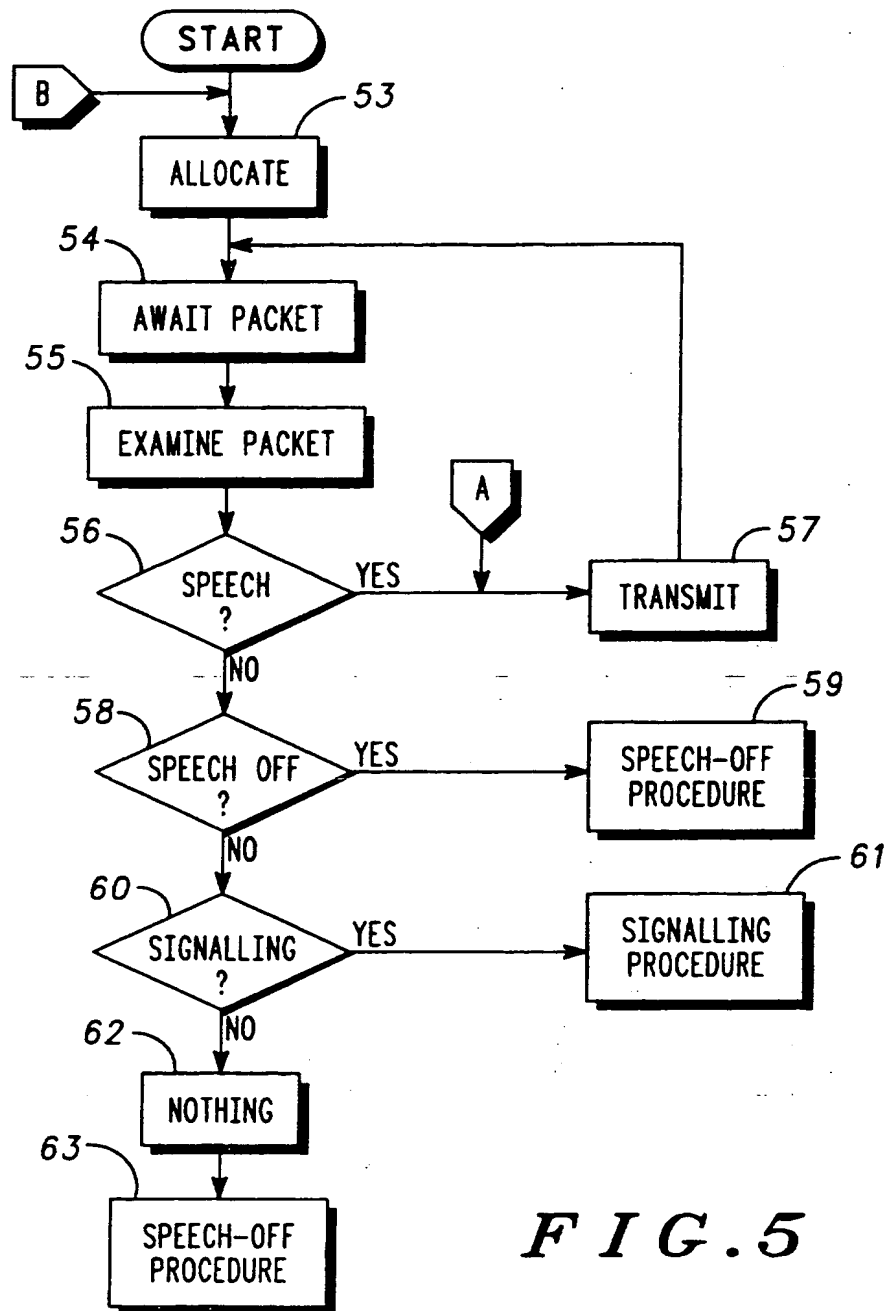 START
B
53
ALLOCATE
54
AWAIT PACKET
55
EXAMINE PACKET
A
56
SPEECH
?
YES
57
TRANSMIT
NO
58
SPEECH OFF
?
YES
59
SPEECH-OFF
PROCEDURE
NO
60
SIGNALLING
?
YES
61
SIGNALLING
PROCEDURE
NO
62
NOTHING
63
SPEECH-OFF
PROCEDURE
FIG.5